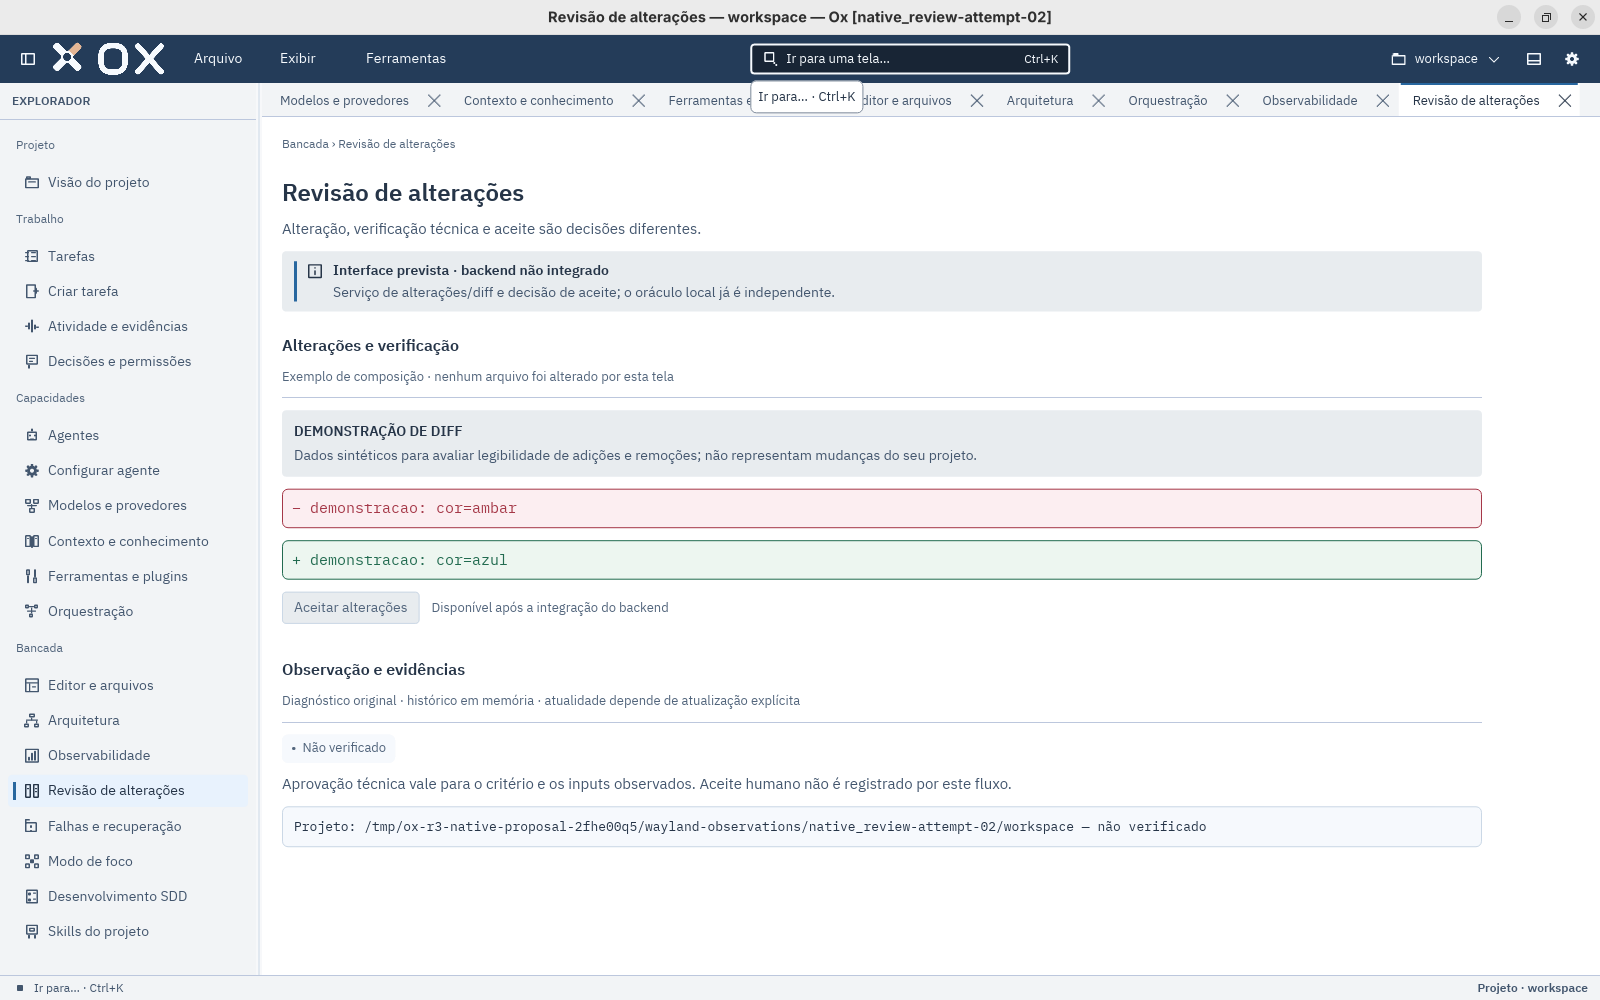 Revisão de alterações — workspace — Ox [native_review-attempt-02]
OX
Arquivo
Exibir
Ferramentas
Ir para uma tela...
Ctrl+K
workspace
EXPLORADOR
Modelos e provedores
Contexto e conhecimento
Ferramentas e
Ir para... · Ctrl+K
ditor e arquivos
Arquitetura
Orquestração
Observabilidade
Revisão de alterações
Projeto
Visão do projeto
Trabalho
Tarefas
Criar tarefa
Atividade e evidências
Decisões e permissões
Capacidades
Agentes
Configurar agente
Modelos e provedores
Contexto e conhecimento
Ferramentas e plugins
Orquestração
Bancada
Editor e arquivos
Arquitetura
Observabilidade
Revisão de alterações
Falhas e recuperação
Modo de foco
Desenvolvimento SDD
Skills do projeto
Bancada › Revisão de alterações
Revisão de alterações
Alteração, verificação técnica e aceite são decisões diferentes.
Interface prevista · backend não integrado
Serviço de alterações/diff e decisão de aceite; o oráculo local já é independente.
Alterações e verificação
Exemplo de composição · nenhum arquivo foi alterado por esta tela
DEMONSTRAÇÃO DE DIFF
Dados sintéticos para avaliar legibilidade de adições e remoções; não representam mudanças do seu projeto.
− demonstracao: cor=ambar
+ demonstracao: cor=azul
Aceitar alterações
Disponível após a integração do backend
Observação e evidências
Diagnóstico original · histórico em memória · atualidade depende de atualização explícita
• Não verificado
Aprovação técnica vale para o critério e os inputs observados. Aceite humano não é registrado por este fluxo.
Projeto: /tmp/ox-r3-native-proposal-2fhe00q5/wayland-observations/native_review-attempt-02/workspace — não verificado
Ir para... · Ctrl+K
Projeto · workspace